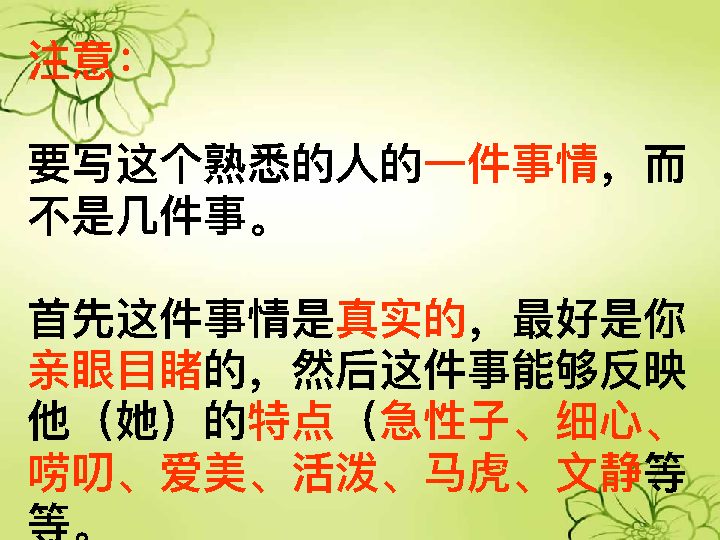 注意：
要写这个熟悉的人的一件事情，而
不是几件事。
首先这件事情是真实的，最好是你
亲眼目睹的，然后这件事能够反映
他（她）的特点（急性子、细心、
唠叨、爱美、活泼、马虎、文静等
等。